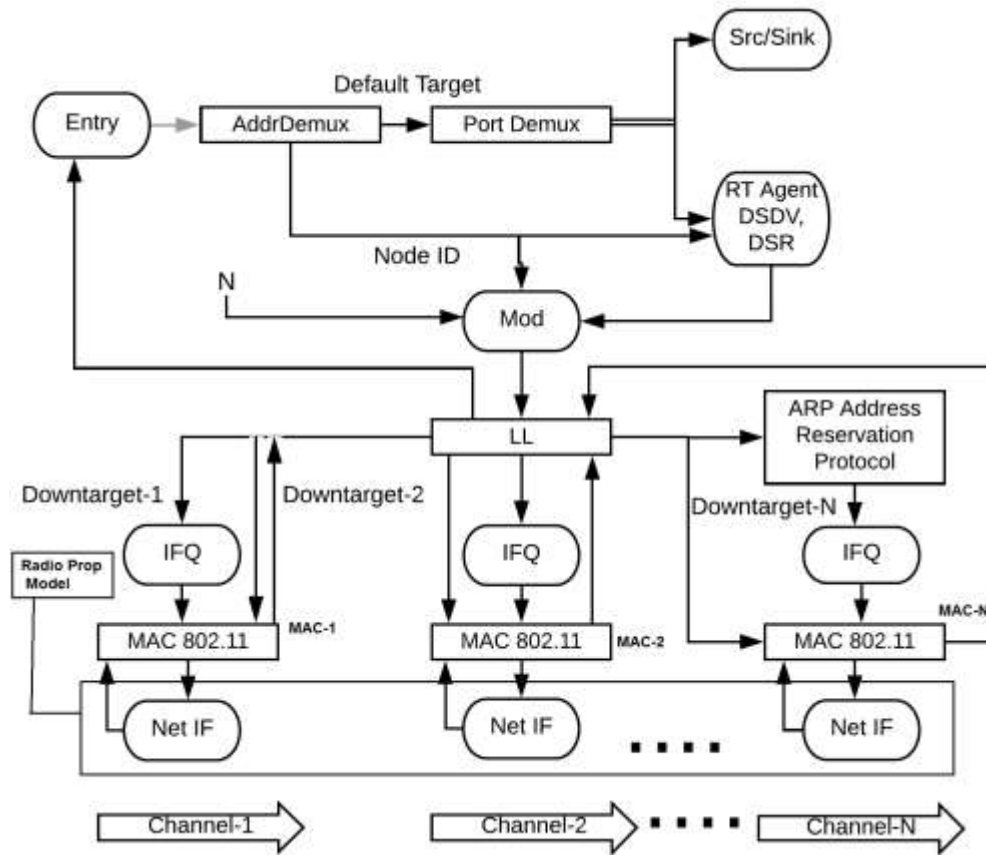 Src/Sink
Default Target
Entry
AddrDemux
Port Demux
RT Agent
DSDV,
DSR
Node ID
N
Mod
LL
ARP Address
Reservation
Protocol
Downtarget-1
Downtarget-2
Downtarget-N
IFQ
IFQ
IFQ
Radio Prop
Model
MAC 802.11
MAC-1
MAC 802.11
MAC-2
MAC 802.11
MAC-N
Net IF
Net IF
Net IF
Channel-1
Channel-2
Channel-N